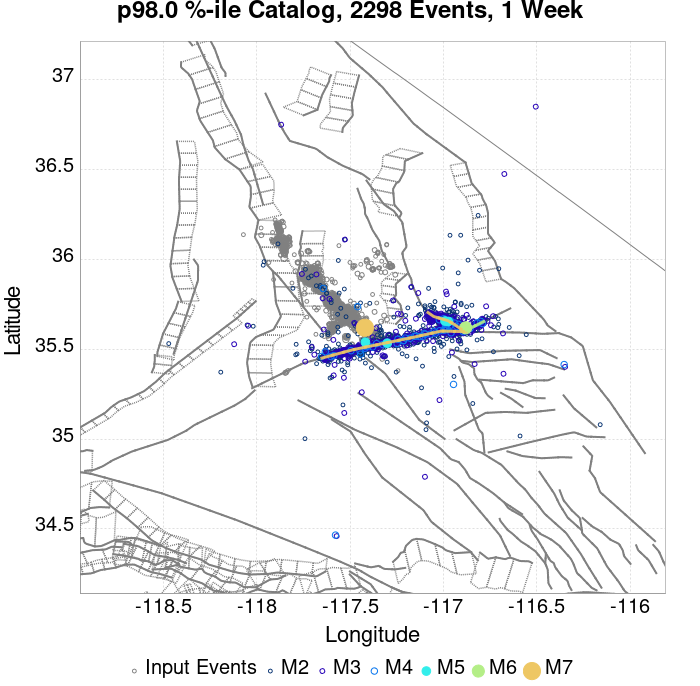 p98.0 %-ile Catalog, 2298 Events, 1 Week
37
36.5
36
35.5
35
34.5
Latitude
-118.5 -118 -117.5 -117 -116.5 -116
Longitude
Input Events M2 M3 M4 M5 M6 M7